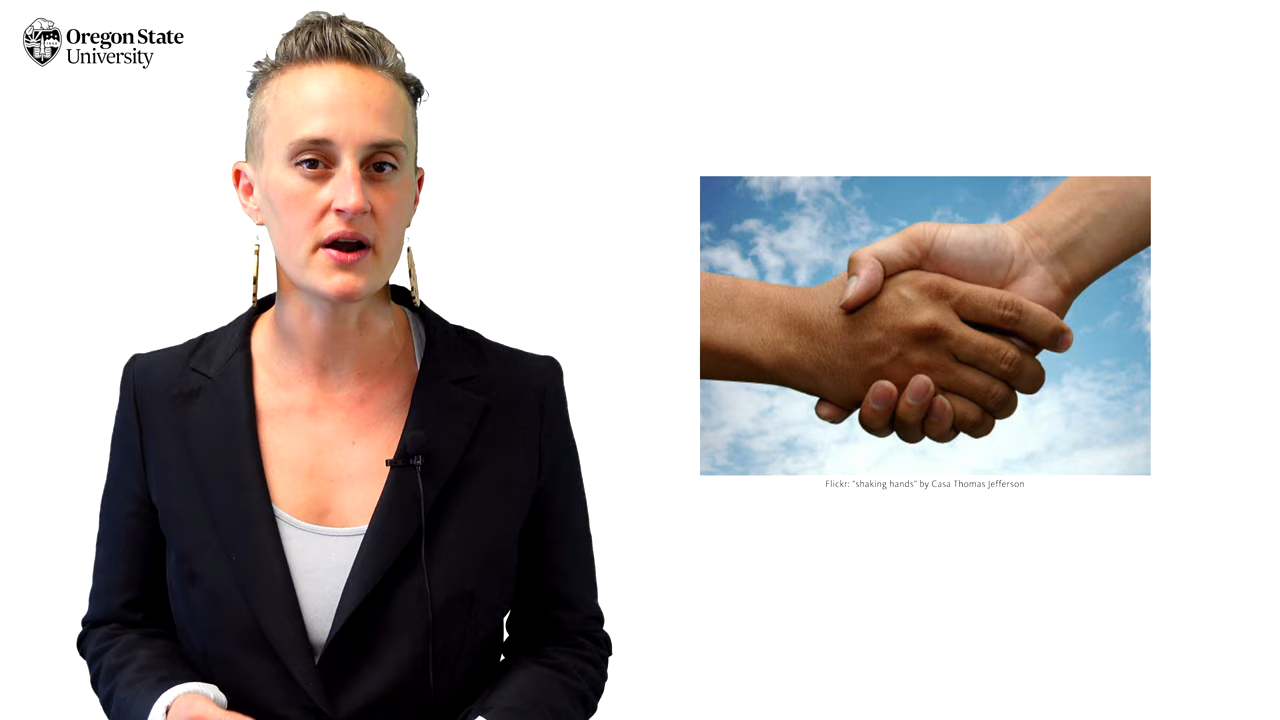 Oregon State
University
Flickr: "shaking hands" by Casa Thomas Jefferson